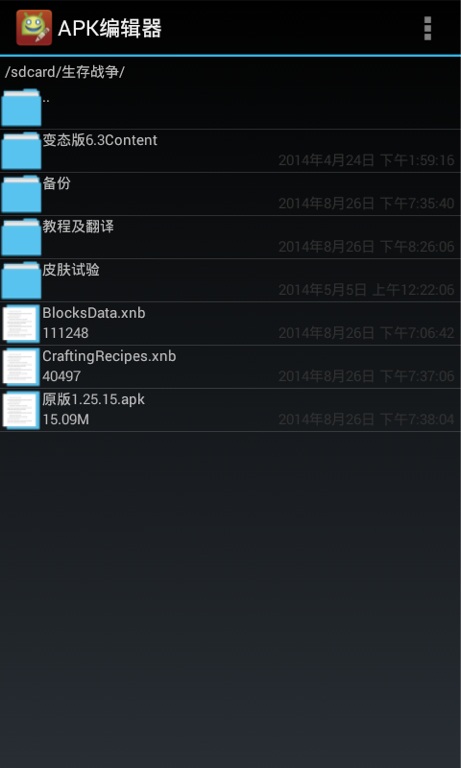 APK编辑器
/sdcard/生存战争/
..
变态版6.3Content
2014年4月24日 下午1:59:16
备份
2014年8月26日 下午7:35:40
教程及翻译
2014年8月26日 下午8:26:06
皮肤试验
2014年5月5日 上午12:22:06
BlocksData.xnb
111248
2014年8月26日 下午7:06:42
CraftingRecipes.xnb
40497
2014年8月26日 下午7:37:06
原版1.25.15.apk
15.09M
2014年8月26日 下午7:38:04